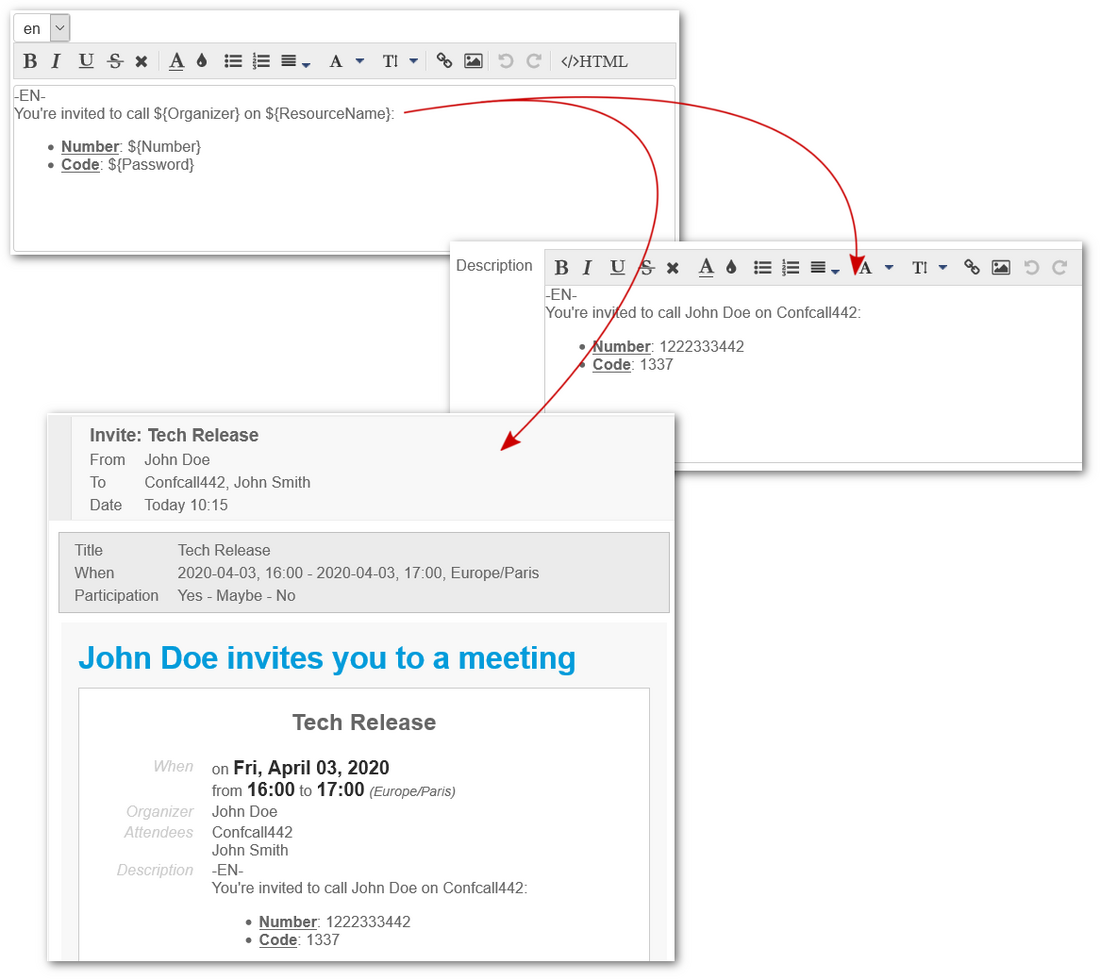 en
B I U S A A T </>HTML
-EN-
You're invited to call ${Organizer} on ${ResourceName}:
• Number: ${Number}
• Code: ${Password}
Description
B I U S A A T
-EN-
You're invited to call John Doe on Confcall442:
• Number: 1222333442
• Code: 1337
Invite: Tech Release
From John Doe
To Confcall442, John Smith
Date Today 10:15
Title Tech Release
When 2020-04-03, 16:00 - 2020-04-03, 17:00, Europe/Paris
Participation Yes - Maybe - No
John Doe invites you to a meeting
Tech Release
When on Fri, April 03, 2020
from 16:00 to 17:00 (Europe/Paris)
Organizer John Doe
Attendees Confcall442
John Smith
Description -EN-
You're invited to call John Doe on Confcall442:
• Number: 1222333442
• Code: 1337